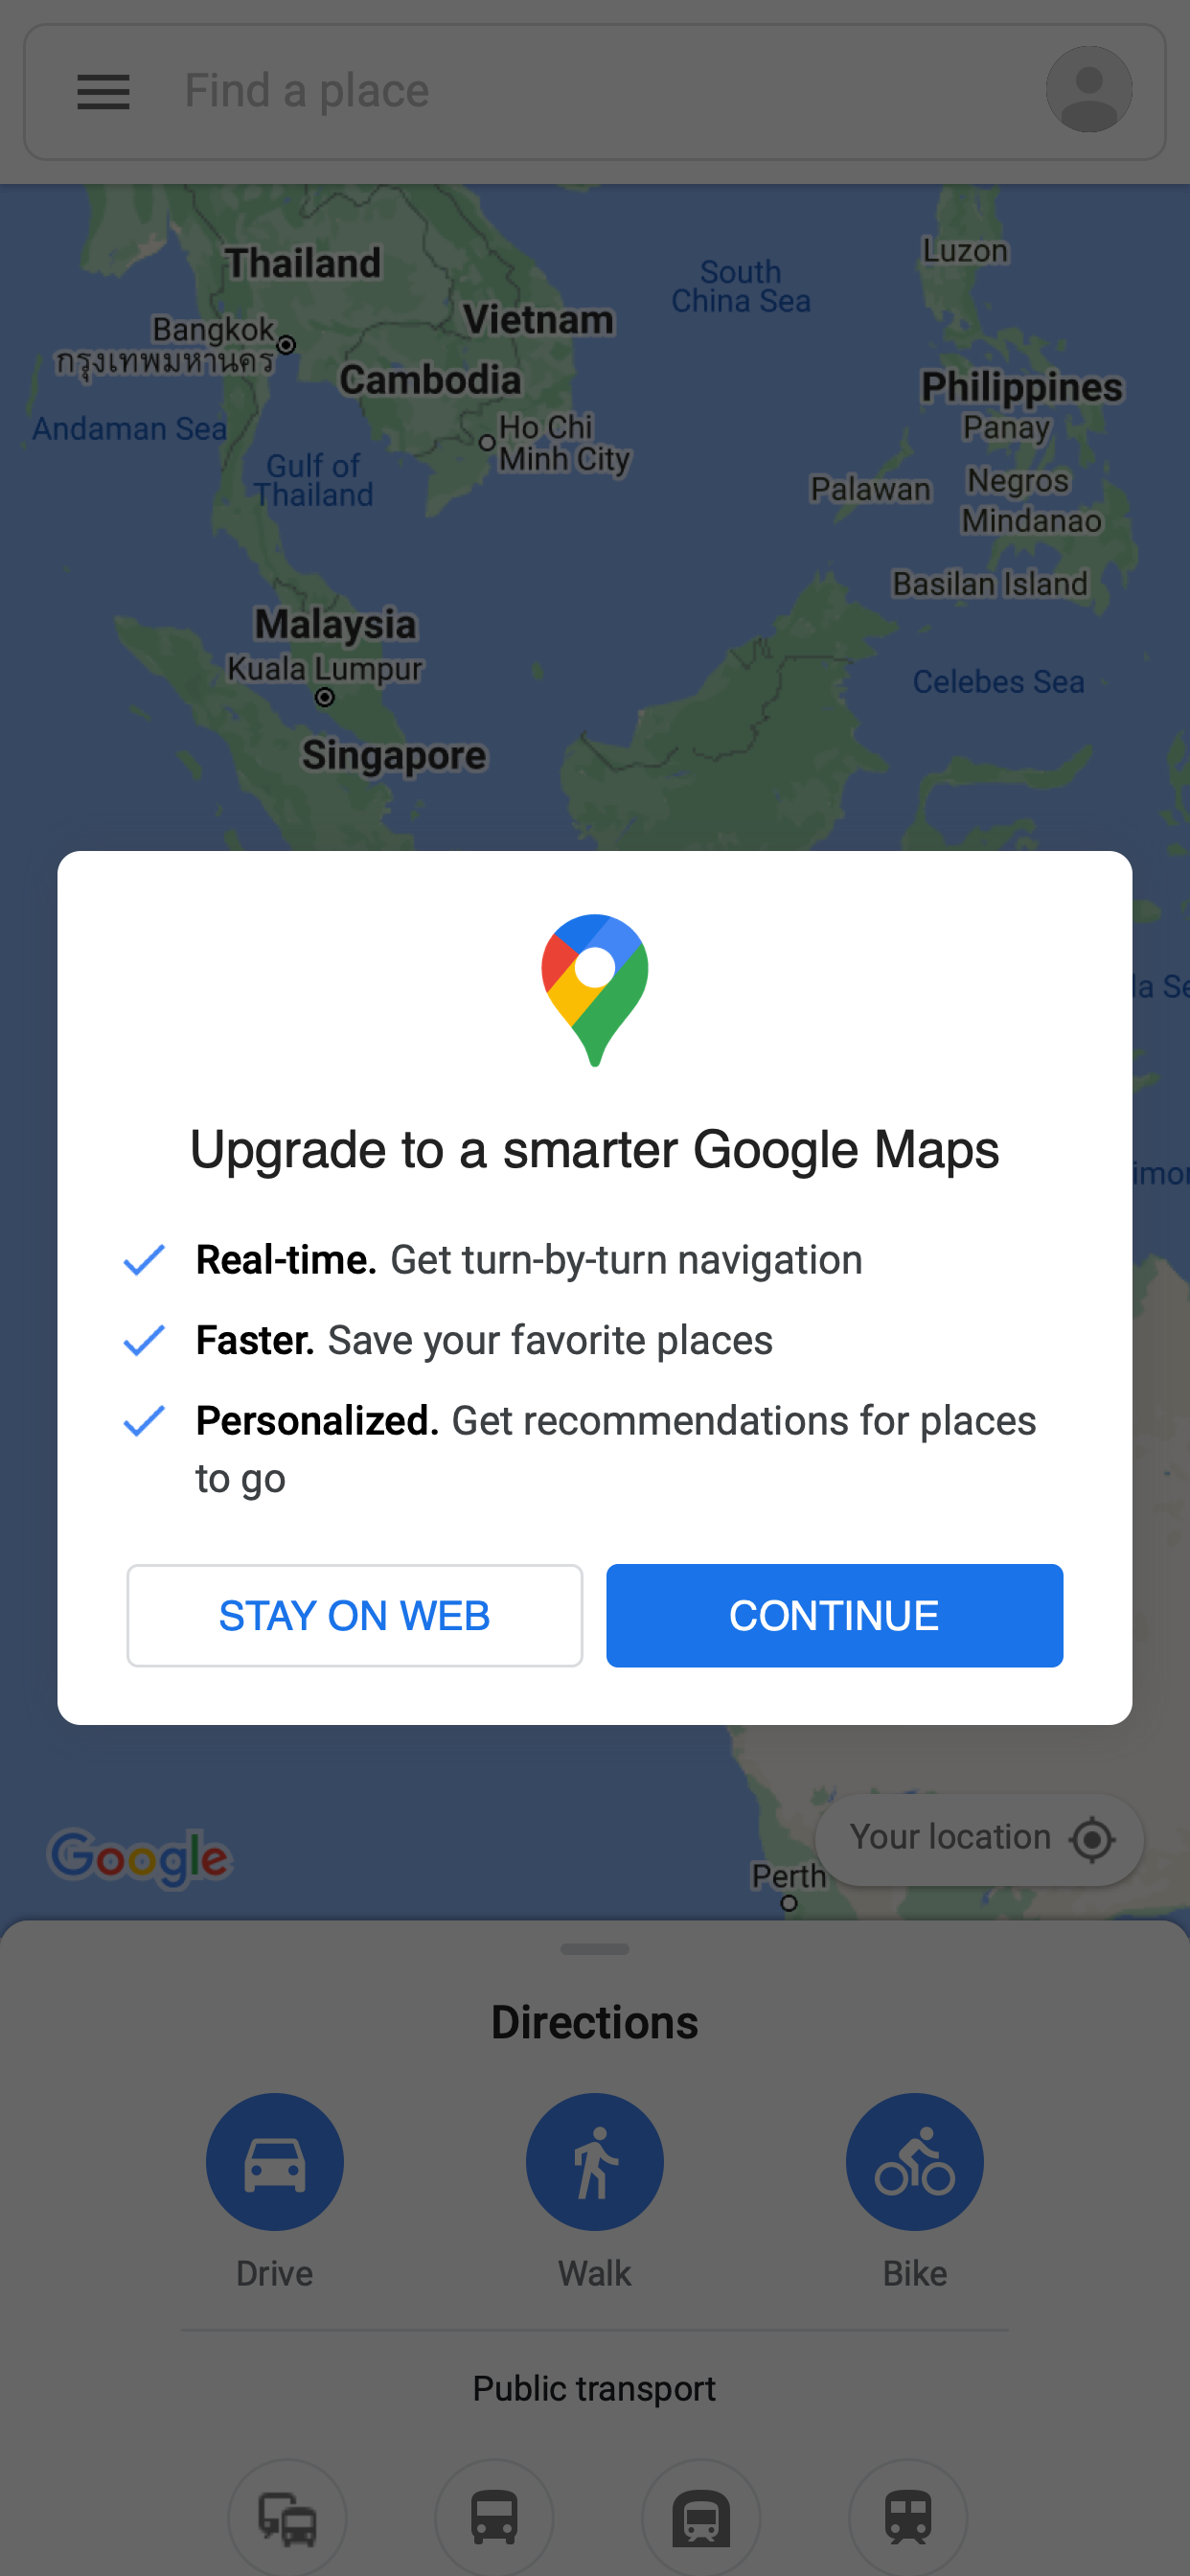 Find a place
Thailand
South
China Sea
Luzon
Bangkok
กรุงเทพมหานคร
Vietnam
Cambodia
Philippines
Andaman Sea
Ho Chi
Minh City
Panay
Gulf of
Thailand
Palawan
Negros
Mindanao
Basilan Island
Malaysia
Kuala Lumpur
Celebes Sea
Singapore
la Se
Upgrade to a smarter Google Maps
imor
Real-time. Get turn-by-turn navigation
Faster. Save your favorite places
Personalized. Get recommendations for places
to go
STAY ON WEB
CONTINUE
Google
Your location
Perth
Directions
Drive
Walk
Bike
Public transport